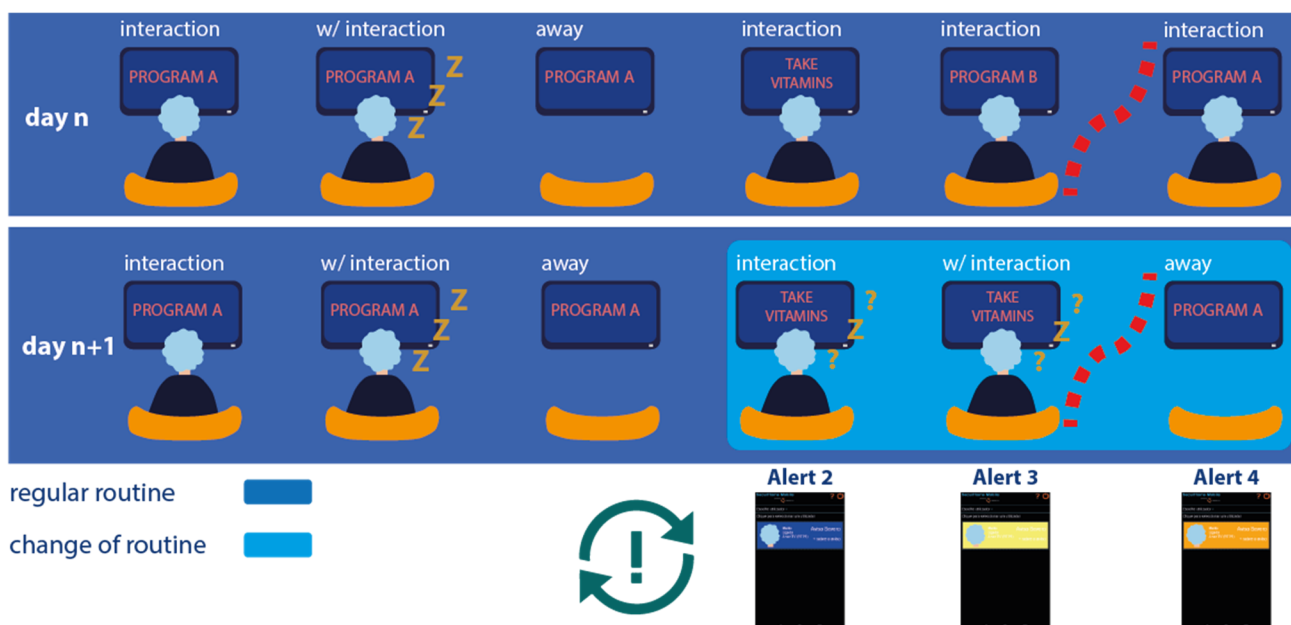 interaction
w/ interaction
away
interaction
interaction
interaction
day n
PROGRAM A
PROGRAM A
Z
Z
Z
PROGRAM A
TAKE
VITAMINS
PROGRAM B
PROGRAM A
interaction
w/ interaction
away
interaction
w/ interaction
away
day n+1
PROGRAM A
PROGRAM A
Z
Z
Z
PROGRAM A
TAKE
VITAMINS
?
Z
?
TAKE
VITAMINS
?
Z
?
PROGRAM A
regular routine
change of routine
!
Alert 2
Alert 3
Alert 4